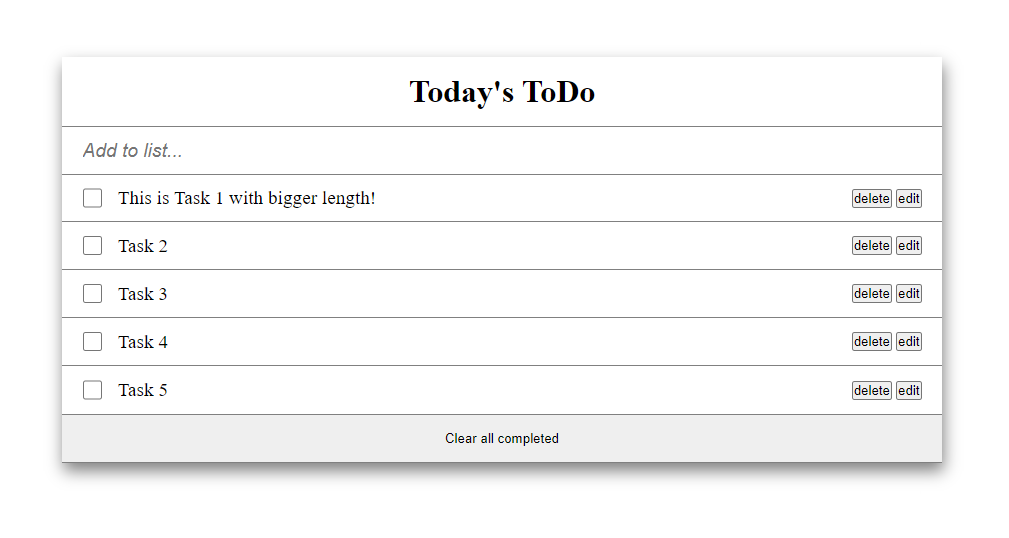 Today's ToDo
Add to list...
This is Task 1 with bigger length! delete edit
Task 2 delete edit
Task 3 delete edit
Task 4 delete edit
Task 5 delete edit
Clear all completed